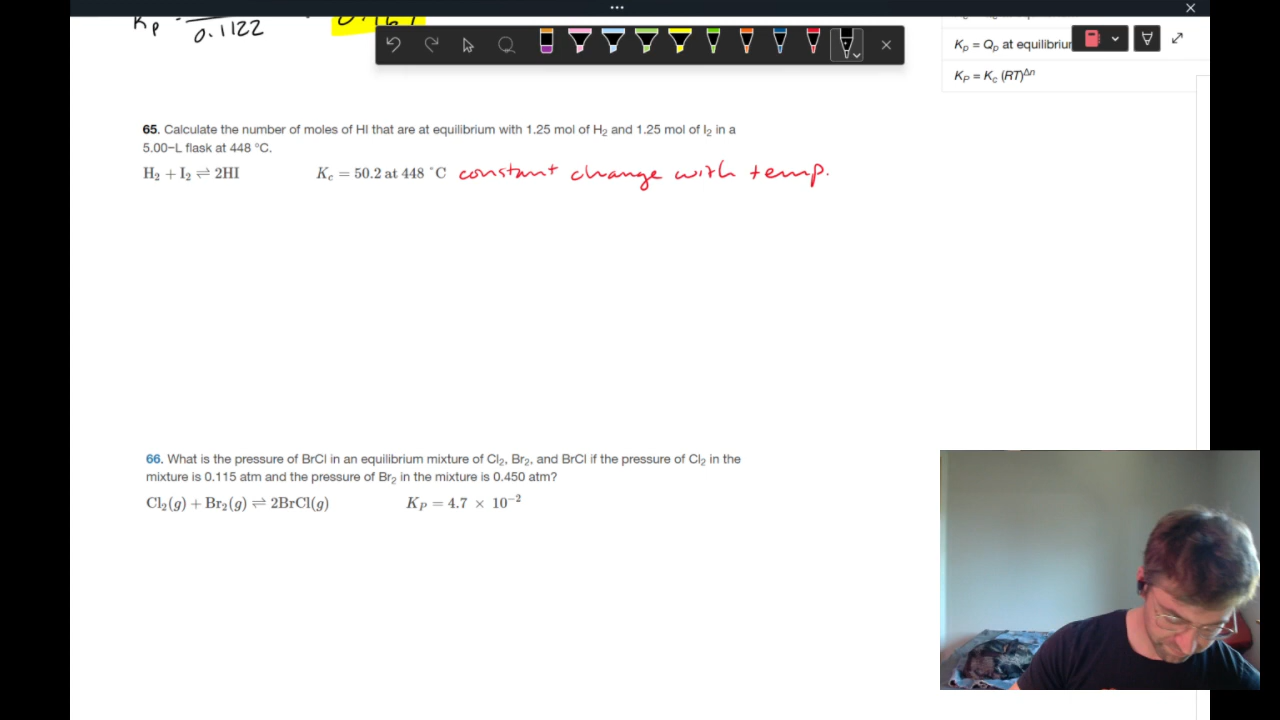 Kp
0.1122
Kp = Qp at equilibriu
KP = Kc (RT)^Δn
65. Calculate the number of moles of HI that are at equilibrium with 1.25 mol of H₂ and 1.25 mol of I₂ in a
5.00−L flask at 448 °C.
H₂ + I₂ ⇌ 2HI Kc = 50.2 at 448 °C constant change with temp.
66. What is the pressure of BrCl in an equilibrium mixture of Cl₂, Br₂, and BrCl if the pressure of Cl₂ in the
mixture is 0.115 atm and the pressure of Br₂ in the mixture is 0.450 atm?
Cl₂(g) + Br₂(g) ⇌ 2BrCl(g) KP = 4.7 × 10⁻²